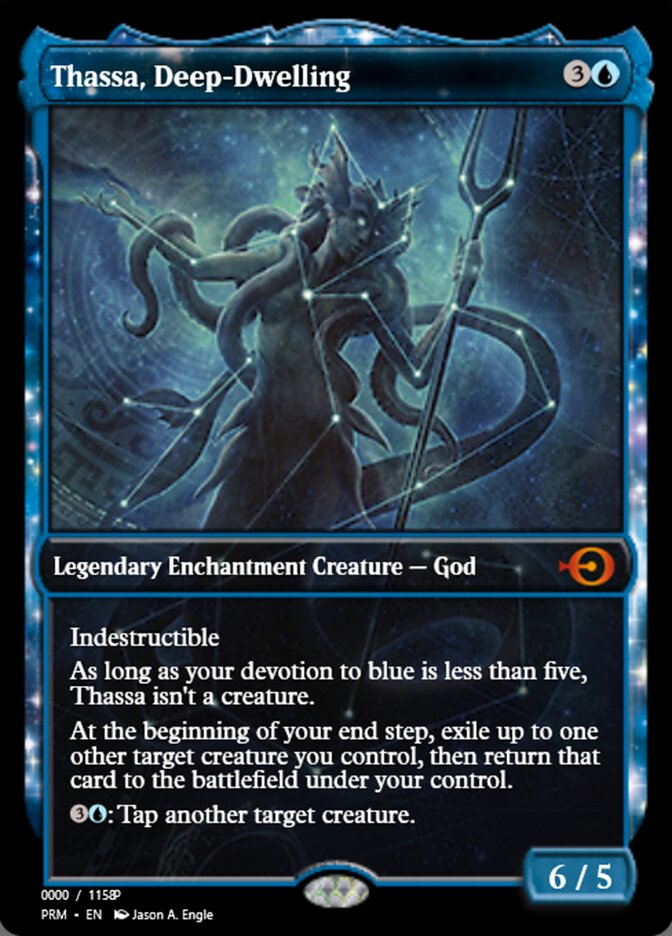 Thassa, Deep-Dwelling 3
Legendary Enchantment Creature — God
Indestructible
As long as your devotion to blue is less than five,
Thassa isn't a creature.
At the beginning of your end step, exile up to one
other target creature you control, then return that
card to the battlefield under your control.
3: Tap another target creature.
6 / 5
0000 / 1158P
PRM • EN Jason A. Engle